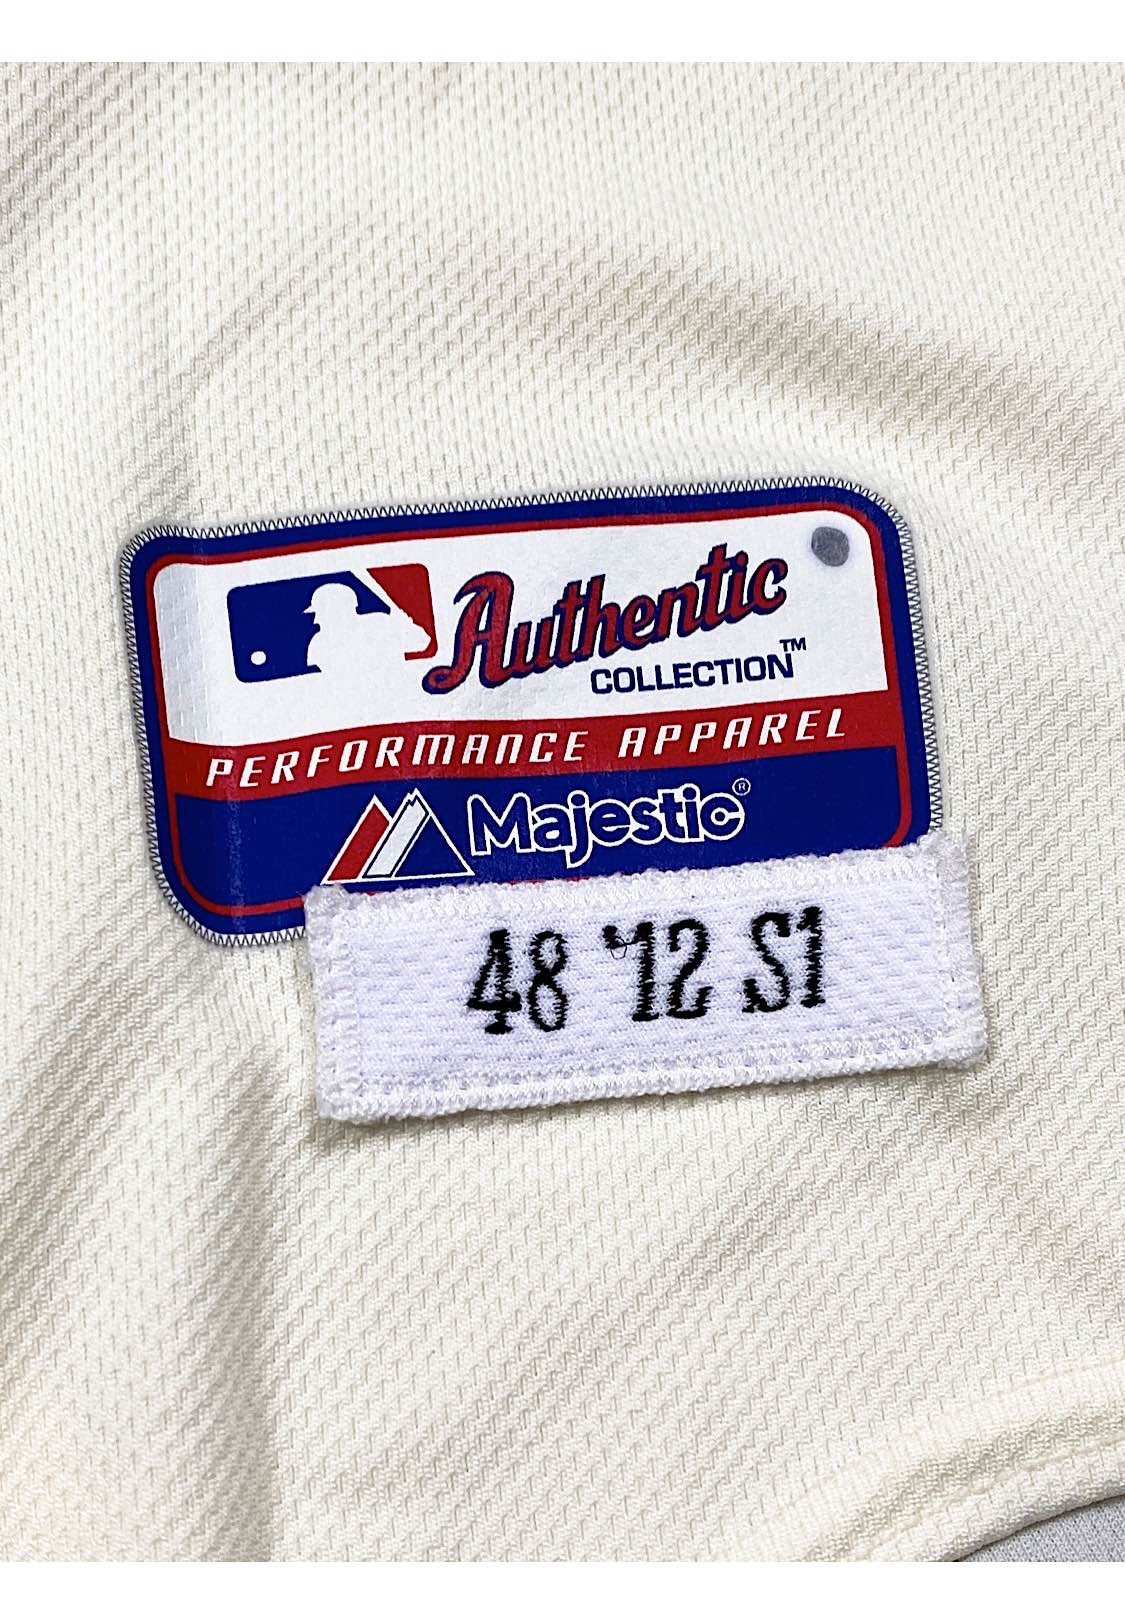 Authentic
COLLECTION™
PERFORMANCE APPAREL
Majestic®
48 '12 S1